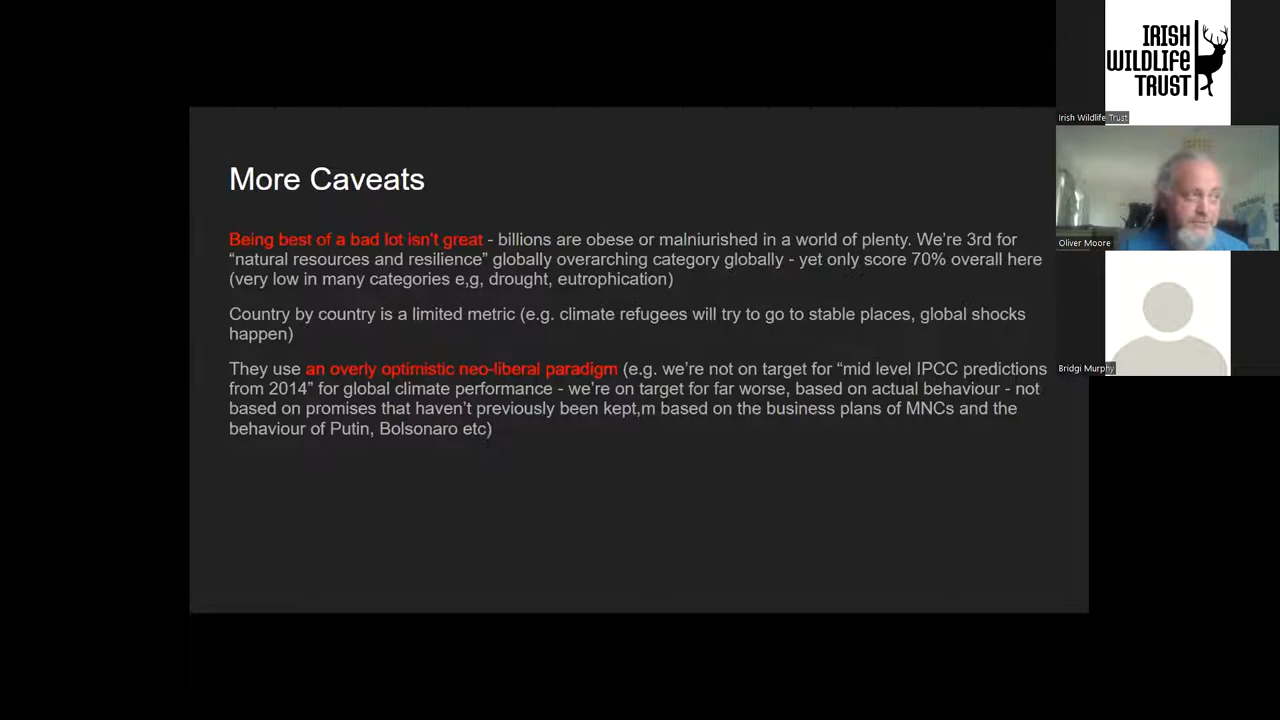 More Caveats
Being best of a bad lot isn't great - billions are obese or malniurished in a world of plenty. We're 3rd for
“natural resources and resilience” globally overarching category globally - yet only score 70% overall here
(very low in many categories e,g, drought, eutrophication)
Country by country is a limited metric (e.g. climate refugees will try to go to stable places, global shocks
happen)
They use an overly optimistic neo-liberal paradigm (e.g. we're not on target for “mid level IPCC predictions
from 2014” for global climate performance - we're on target for far worse, based on actual behaviour - not
based on promises that haven't previously been kept,m based on the business plans of MNCs and the
behaviour of Putin, Bolsonaro etc)
IRISH
WILDLIFE
TRUST
Irish Wildlife Trust
Oliver Moore
Bridgi Murphy